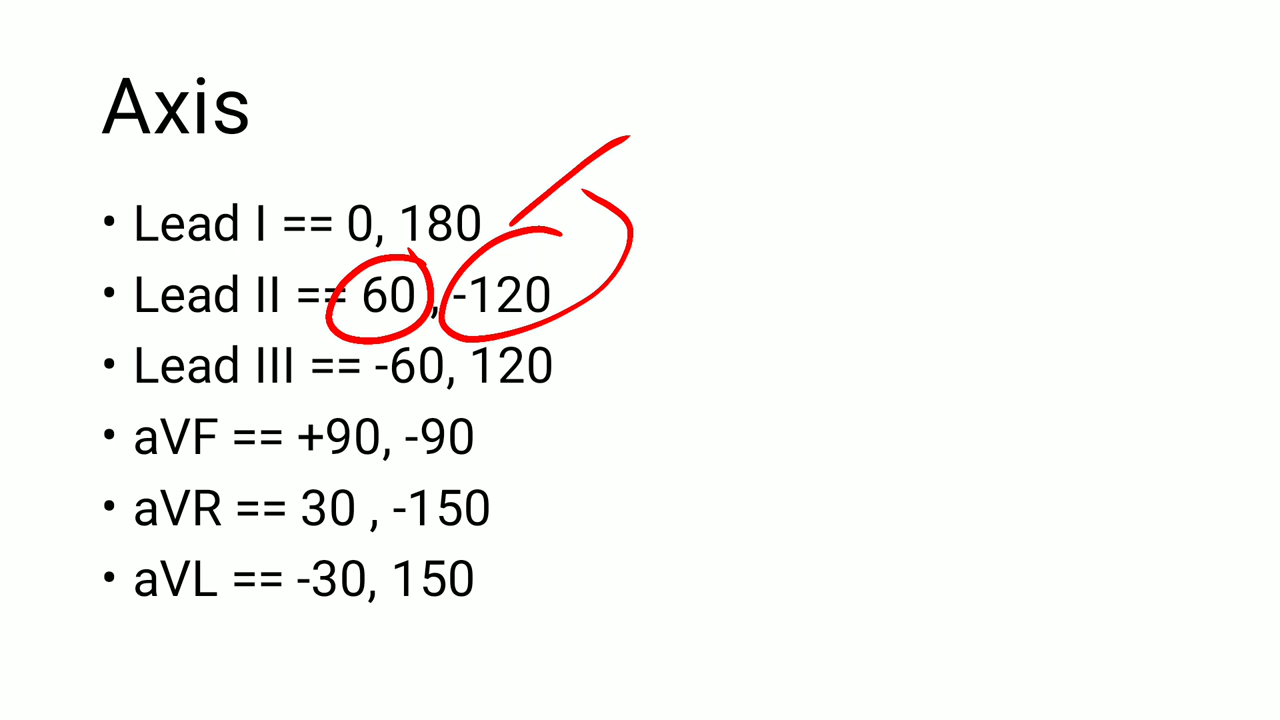 Axis
• Lead I == 0, 180
• Lead II == 60 , -120
• Lead III == -60, 120
• aVF == +90, -90
• aVR == 30 , -150
• aVL == -30, 150